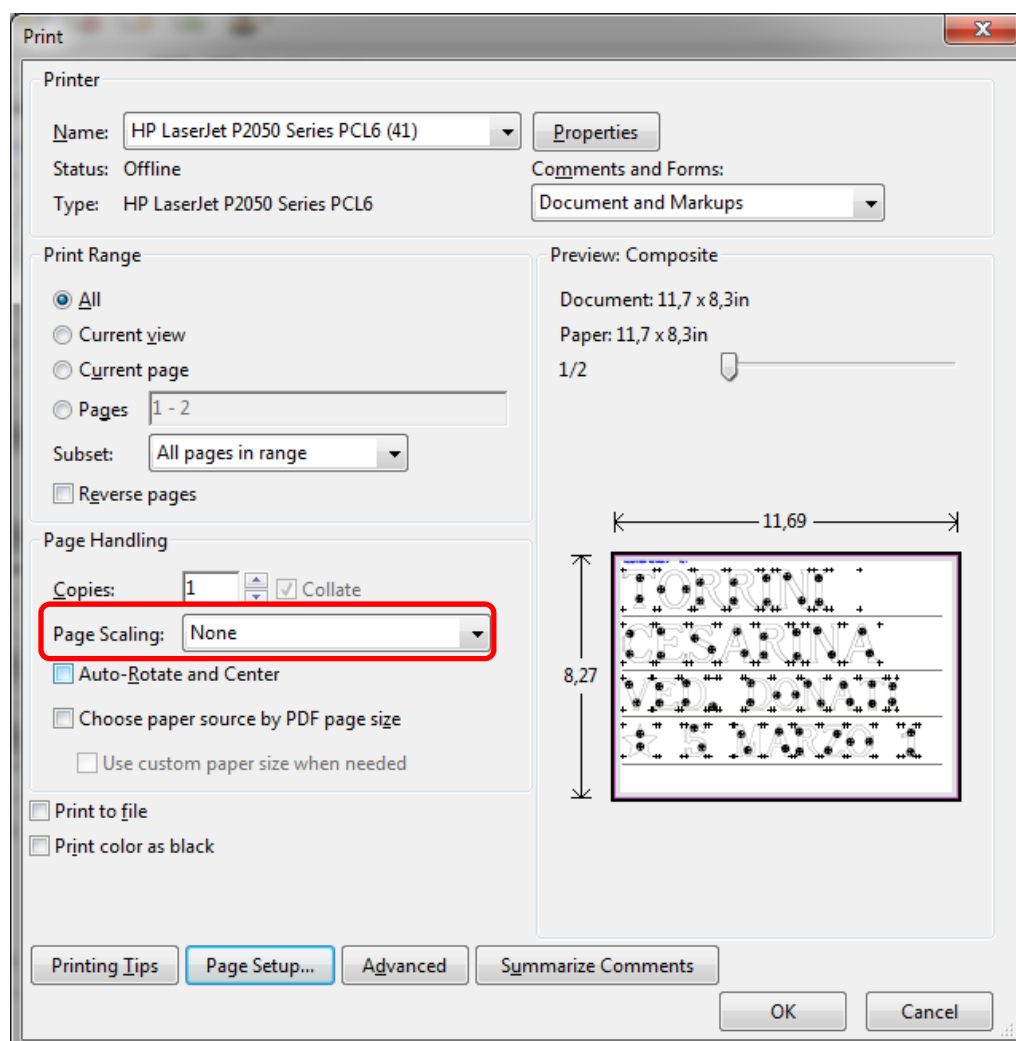 Print
Printer
Name: HP LaserJet P2050 Series PCL6 (41) Properties
Status: Offline Comments and Forms:
Type: HP LaserJet P2050 Series PCL6 Document and Markups
Print Range
All
Current view
Current page
Pages 1 - 2
Subset: All pages in range
Reverse pages
Page Handling
Copies: 1 Collate
Page Scaling: None
Auto-Rotate and Center
Choose paper source by PDF page size
Use custom paper size when needed
Print to file
Print color as black
Preview: Composite
Document: 11,7 x 8,3in
Paper: 11,7 x 8,3in
1/2
11,69
8,27
TORRINI
CESARINA
VED. DONATI
☆ 5 MARZO 1
Printing Tips Page Setup... Advanced Summarize Comments
OK Cancel